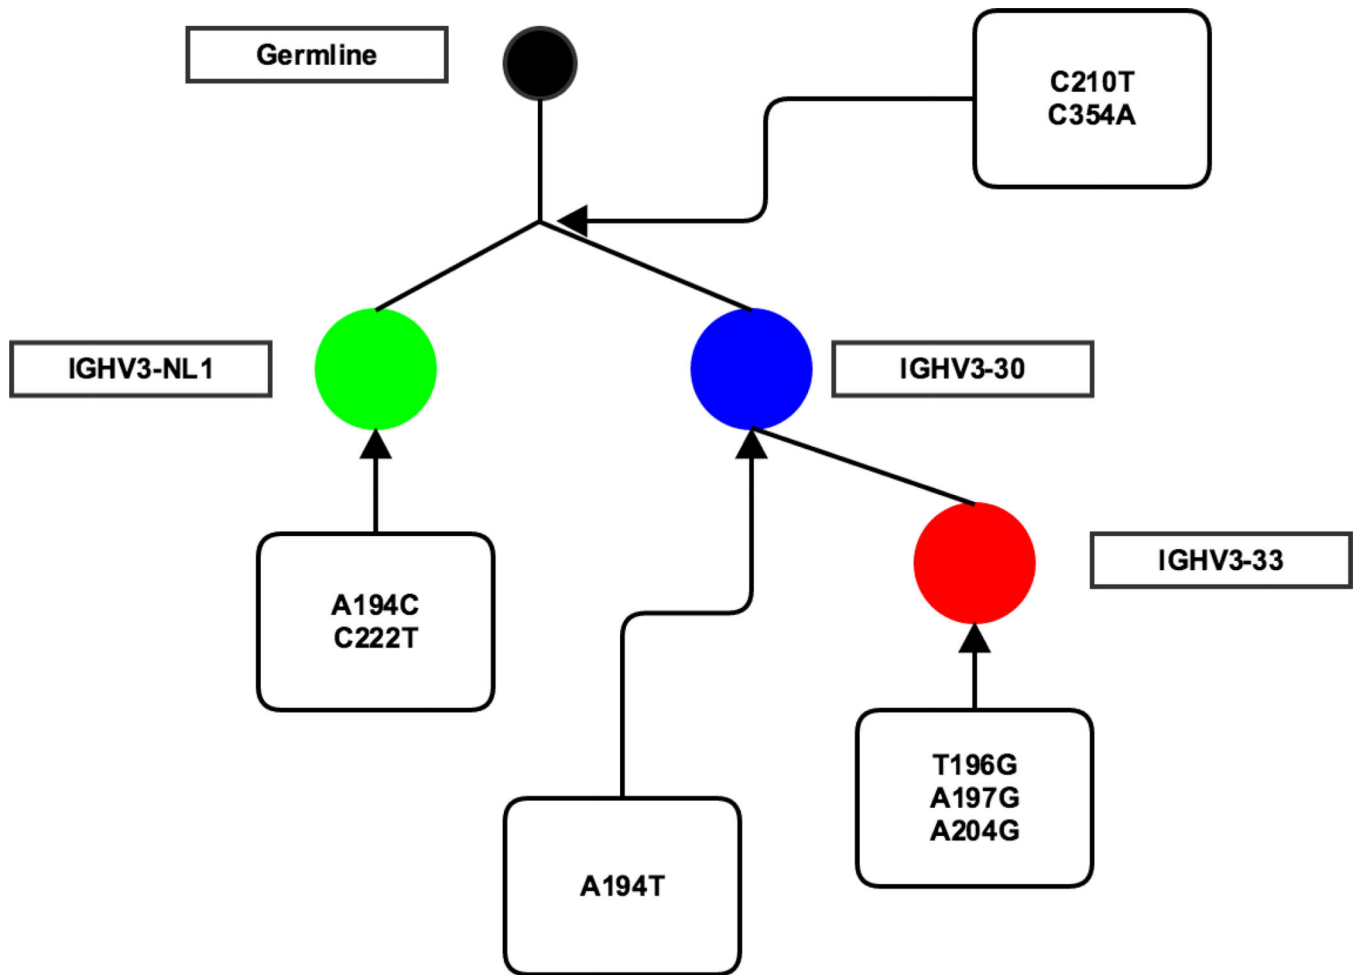 Germline
C210T
C354A
IGHV3-NL1
IGHV3-30
IGHV3-33
A194C
C222T
T196G
A197G
A204G
A194T